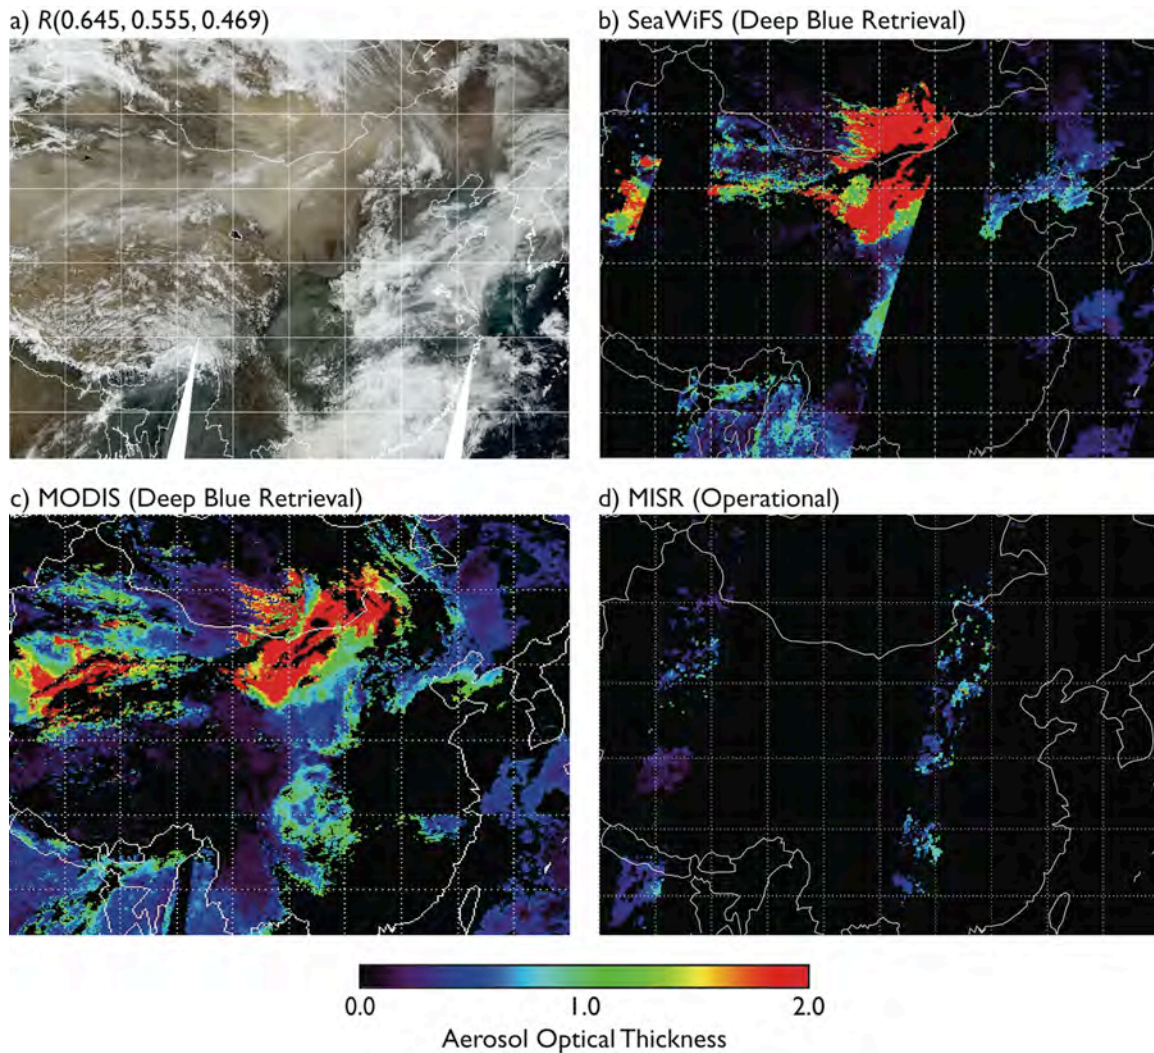 a) R(0.645, 0.555, 0.469)
b) SeaWiFS (Deep Blue Retrieval)
c) MODIS (Deep Blue Retrieval)
d) MISR (Operational)
0.0 1.0 2.0
Aerosol Optical Thickness